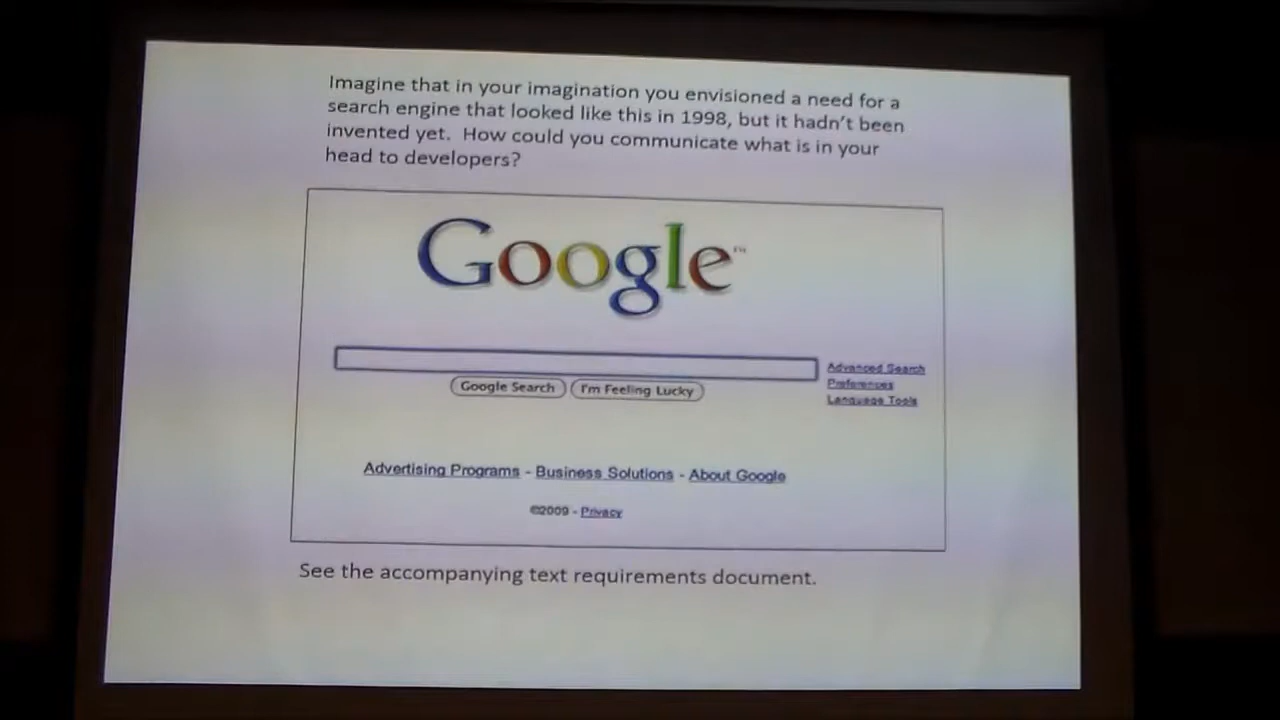 Imagine that in your imagination you envisioned a need for a
search engine that looked like this in 1998, but it hadn't been
invented yet.  How could you communicate what is in your
head to developers?
Google™
Advanced Search
Google Search I'm Feeling Lucky
Preferences
Language Tools
Advertising Programs - Business Solutions - About Google
©2009 - Privacy
See the accompanying text requirements document.